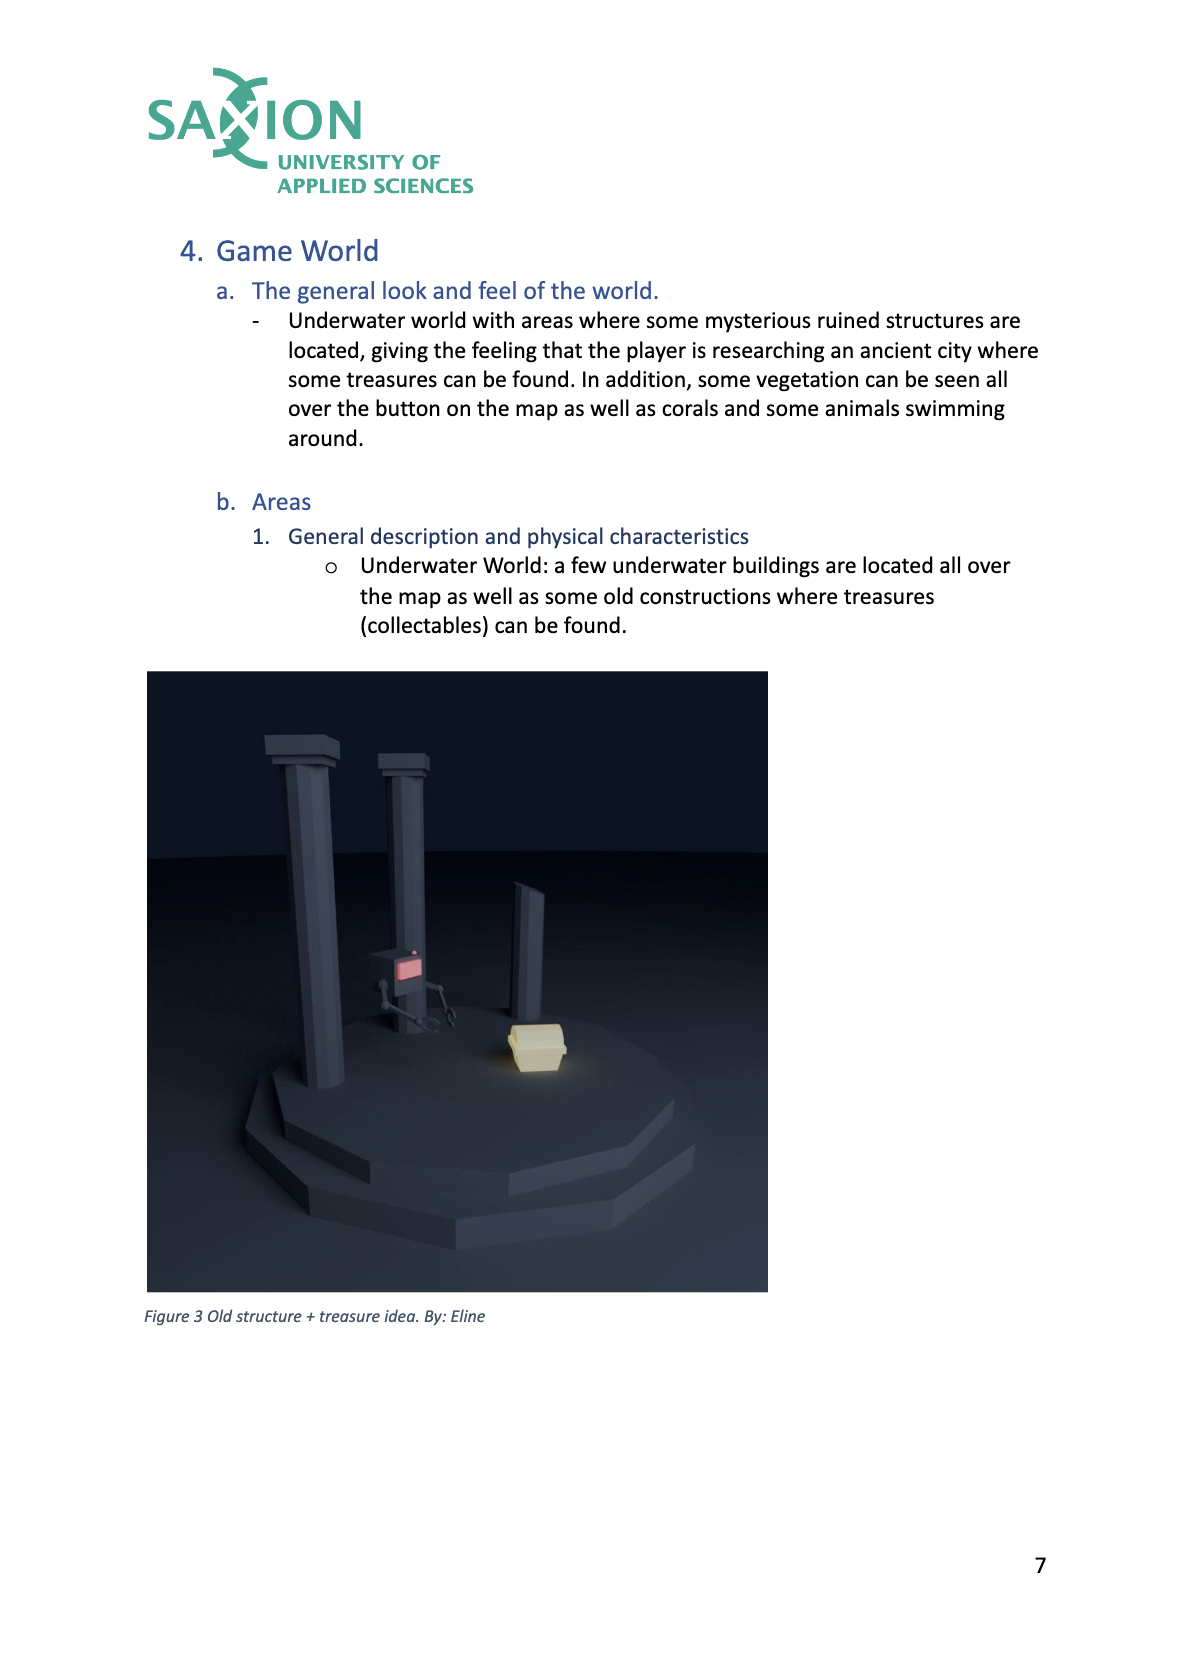 SAXION
UNIVERSITY OF
APPLIED SCIENCES
4. Game World
a. The general look and feel of the world.
- Underwater world with areas where some mysterious ruined structures are
located, giving the feeling that the player is researching an ancient city where
some treasures can be found. In addition, some vegetation can be seen all
over the button on the map as well as corals and some animals swimming
around.
b. Areas
1. General description and physical characteristics
o Underwater World: a few underwater buildings are located all over
the map as well as some old constructions where treasures
(collectables) can be found.
Figure 3 Old structure + treasure idea. By: Eline
7